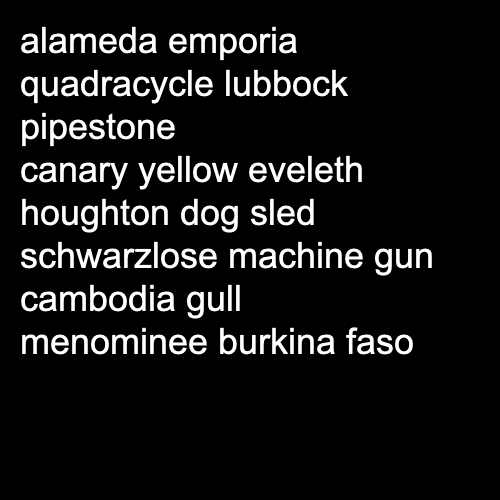 alameda emporia
quadracycle lubbock
pipestone
canary yellow eveleth
houghton dog sled
schwarzlose machine gun
cambodia gull
menominee burkina faso